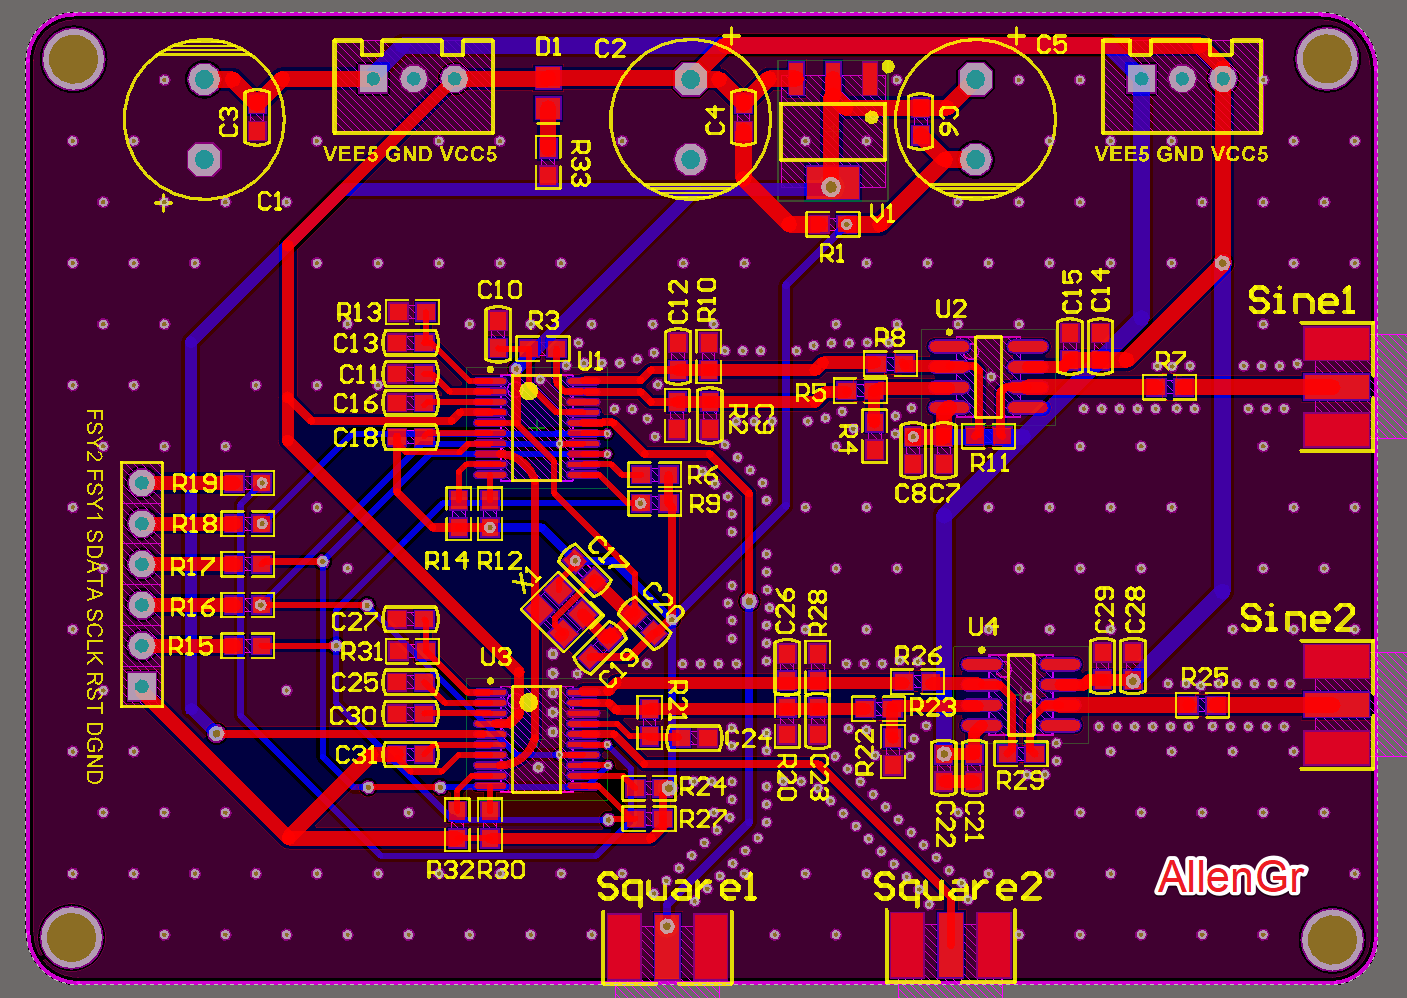 D1
C2
+
+
C5
C3
C4
C6
VEE5 GND VCC5
R33
VEE5 GND VCC5
+
C1
V1
R1
C10
C12
R10
C15
C14
Sine1
R13
R3
U2
C13
U1
R8
R7
C11
R5
C16
R2
C9
C18
R4
R11
R6
C8
C7
R19
R9
R18
R14
R12
C17
R17
X1
C20
R16
C26
R28
C29
C28
Sine2
C27
R15
R31
U3
C19
U4
R26
R25
C25
R21
R23
C30
C24
R22
C31
R20
C23
R29
R24
R27
C22
C21
R32
R30
FSY2 FSY1 SDATA SCLK RST DGND
Square1
Square2
AllenGr